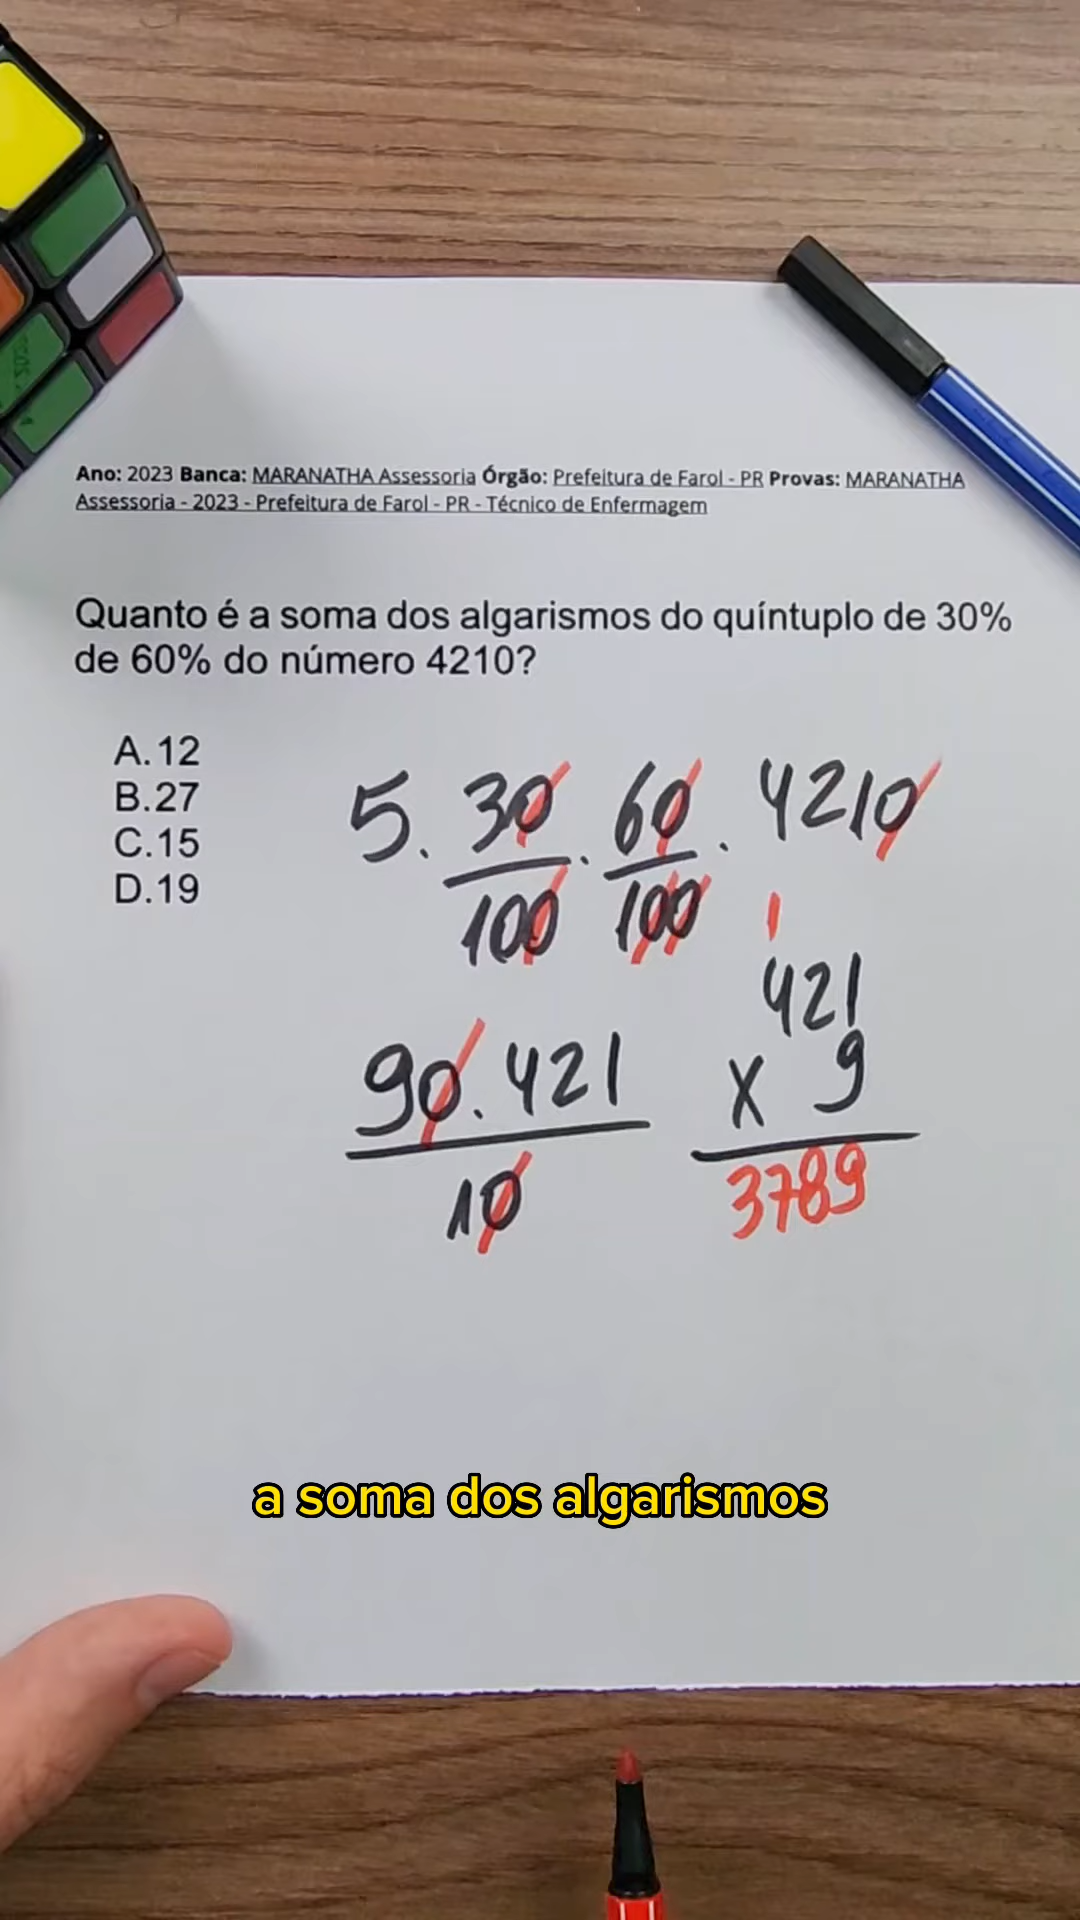 Ano: 2023 Banca: MARANATHA Assessoria Órgão: Prefeitura de Farol - PR Provas: MARANATHA
Assessoria - 2023 - Prefeitura de Farol - PR - Técnico de Enfermagem
Quanto é a soma dos algarismos do quíntuplo de 30%
de 60% do número 4210?
A.12
B.27
C.15
D.19
5. 30/100 . 60/100 . 4210
1
421
x 9
3789
90.421
10
a soma dos algarismos